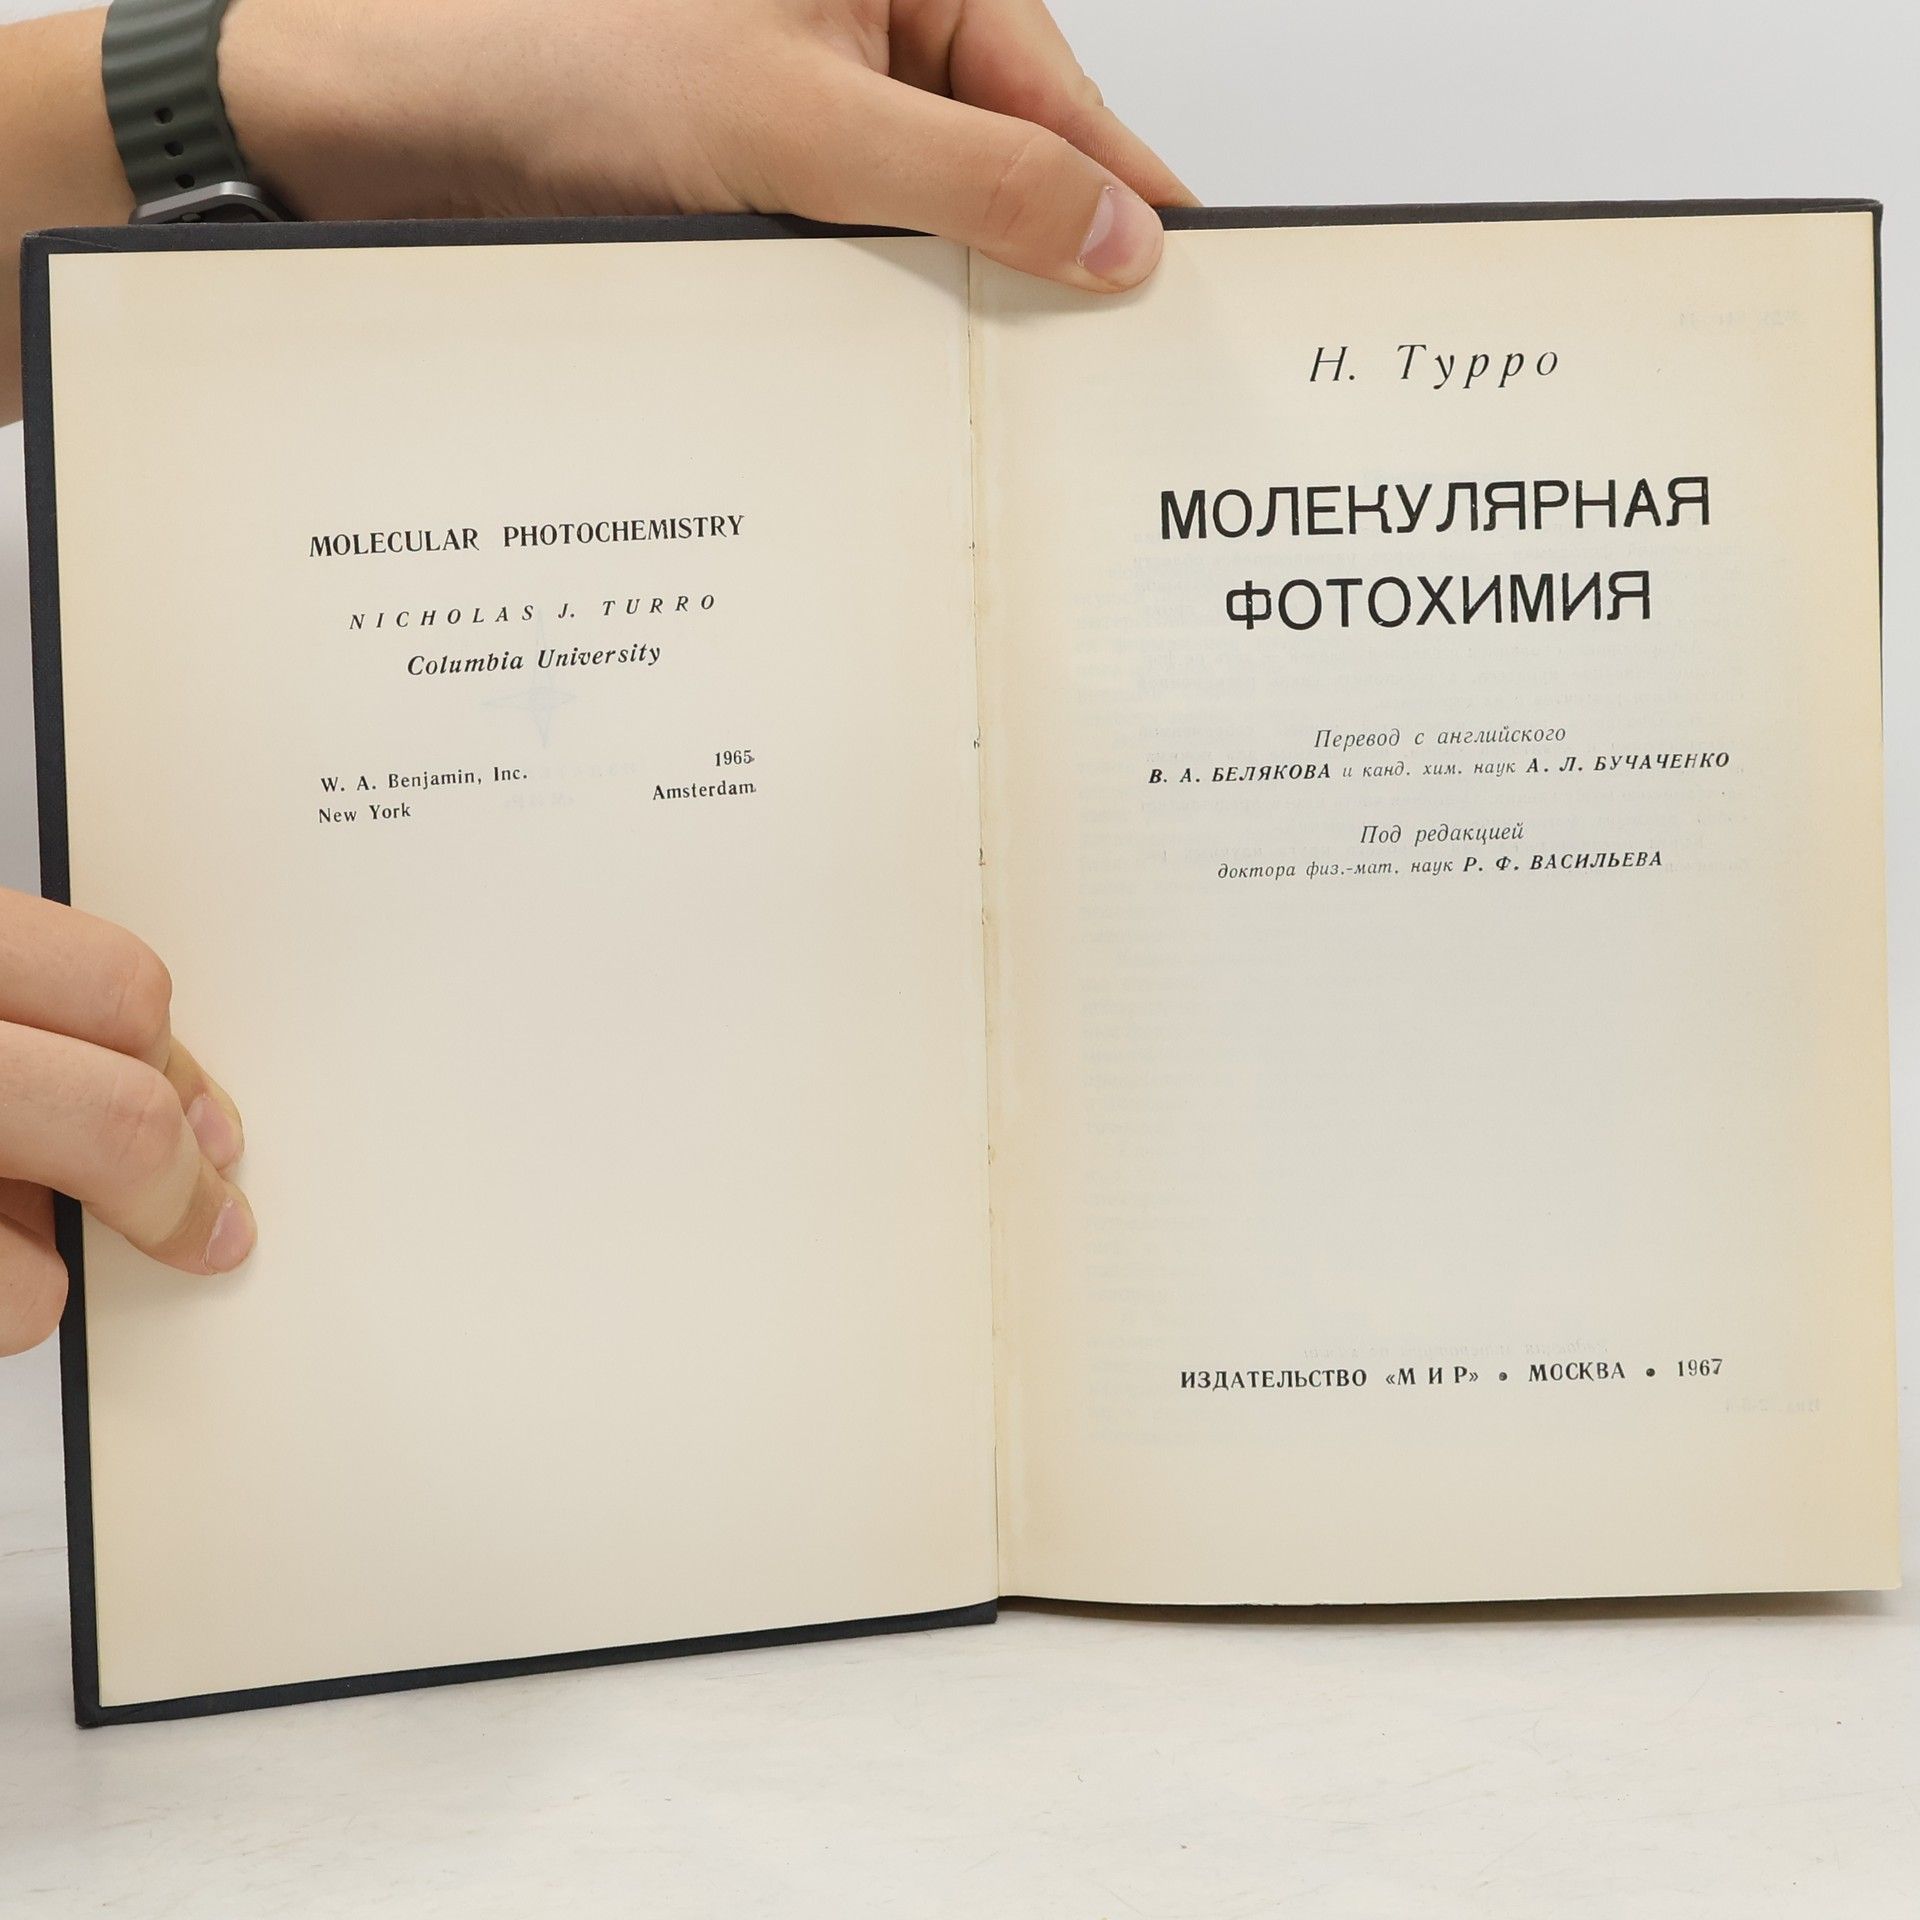 MOLECULAR PHOTOCHEMISTRY
NICHOLAS J. TURRO
Columbia University
W. A. Benjamin, Inc. 1965
New York Amsterdam
Н. Турро
МОЛЕКУЛЯРНАЯ
ФОТОХИМИЯ
Перевод с английского
В. А. БЕЛЯКОВА и канд. хим. наук А. Л. БУЧАЧЕНКО
Под редакцией
доктора физ.-мат. наук Р. Ф. ВАСИЛЬЕВА
ИЗДАТЕЛЬСТВО «МИР» • МОСКВА • 1967